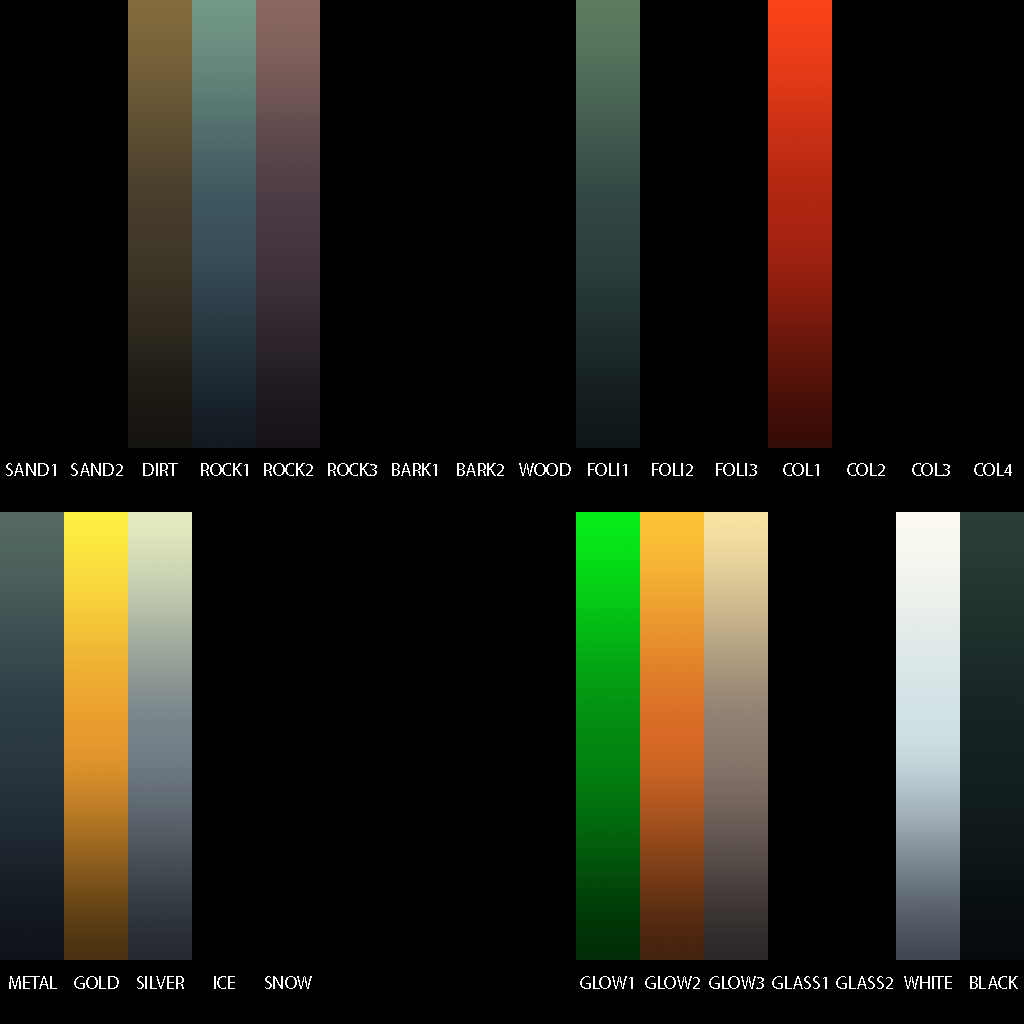 SAND1 SAND2 DIRT ROCK1 ROCK2 ROCK3 BARK1 BARK2 WOOD FOLI1 FOLI2 FOLI3 COL1 COL2 COL3 COL4
METAL GOLD SILVER ICE SNOW GLOW1 GLOW2 GLOW3 GLASS1 GLASS2 WHITE BLACK